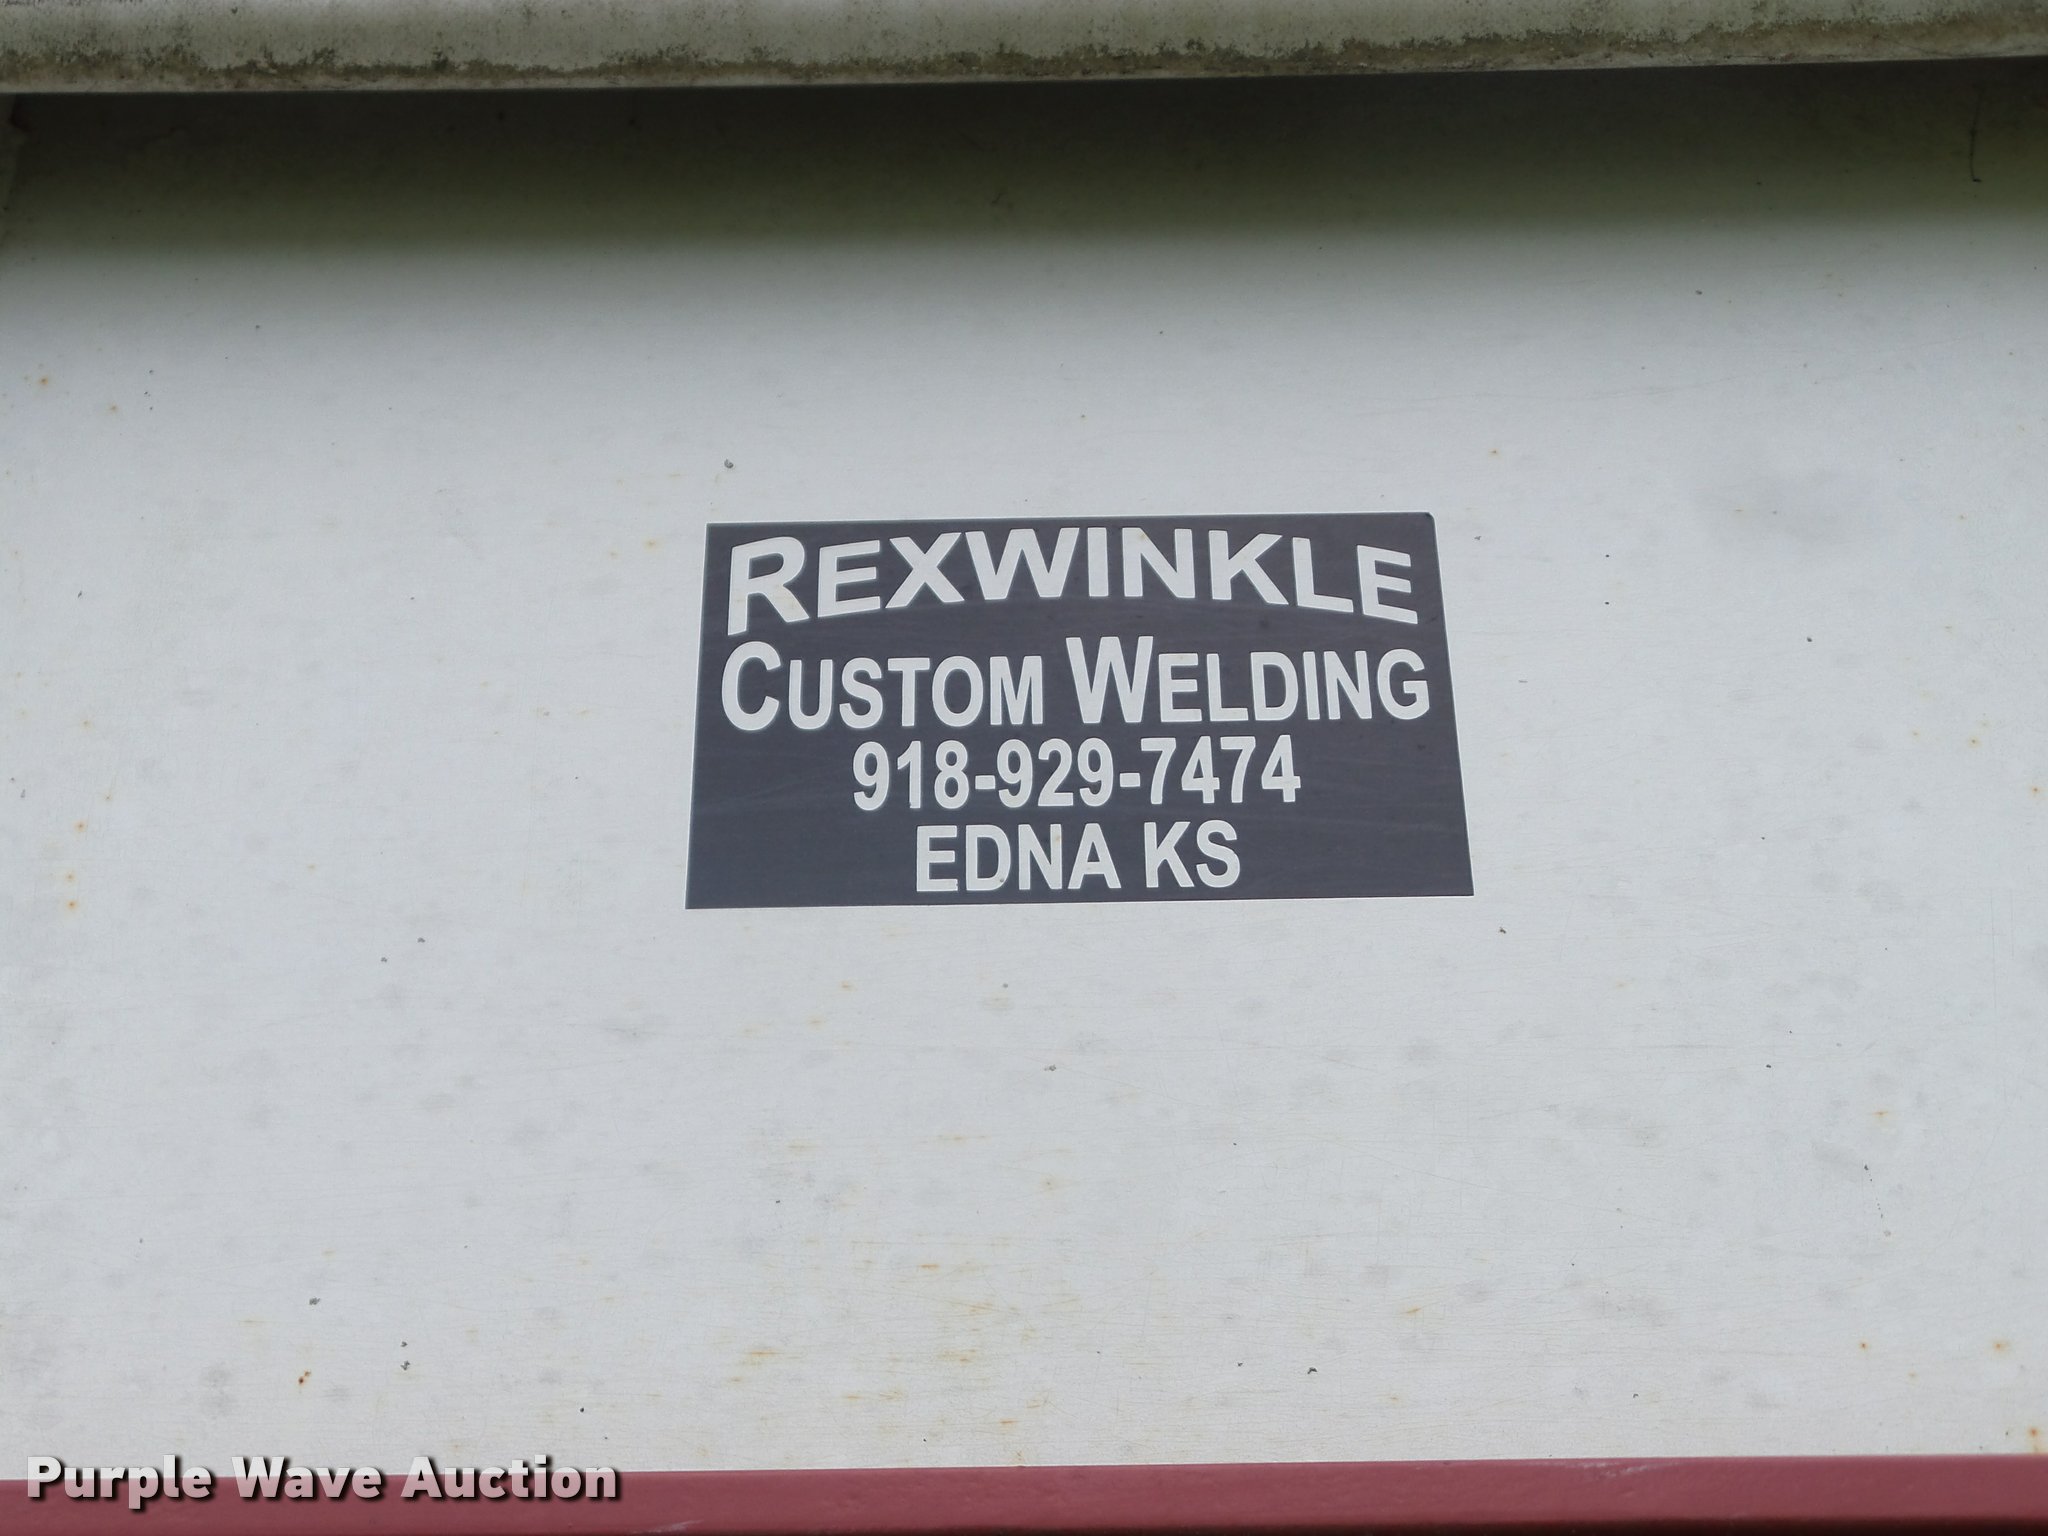 REXWINKLE
CUSTOM WELDING
918-929-7474
EDNA KS
Purple Wave Auction